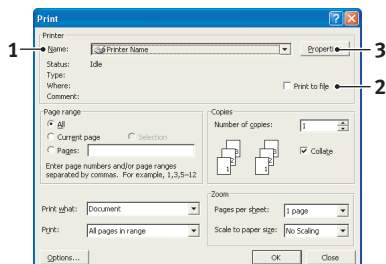 Print
Printer
1 Name: Printer Name Properti 3
Status: Idle
Type:
Where: Print to file 2
Comment:
Page range
All
Current page Selection
Pages:
Enter page numbers and/or page ranges
separated by commas. For example, 1,3,5–12
Copies
Number of copies: 1
Collate
Print what: Document
Print: All pages in range
Zoom
Pages per sheet: 1 page
Scale to paper size: No Scaling
Options... OK Close